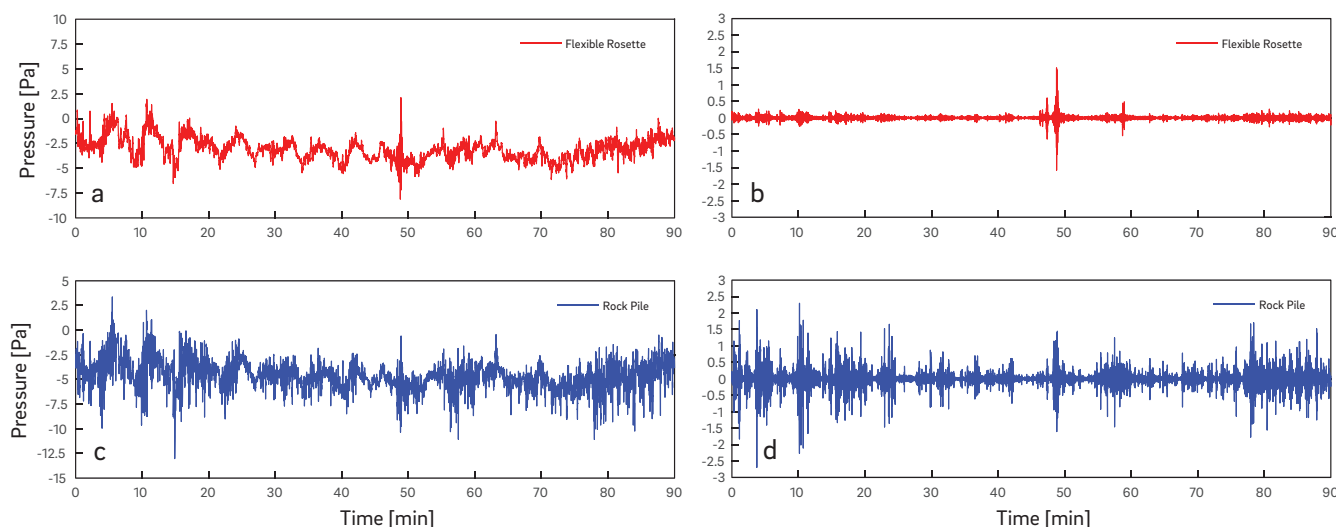 10
7.5
5
2.5
0
-2.5
-5
-7.5
-10
Pressure [Pa]
Flexible Rosette
a
0 10 20 30 40 50 60 70 80 90
3
2.5
2
1.5
1
0.5
0
-0.5
-1
-1.5
-2
-2.5
-3
Flexible Rosette
b
0 10 20 30 40 50 60 70 80 90
5
2.5
0
-2.5
-5
-7.5
-10
-12.5
-15
Pressure [Pa]
Rock Pile
c
0 10 20 30 40 50 60 70 80 90
Time [min]
3
2.5
2
1.5
1
0.5
0
-0.5
-1
-1.5
-2
-2.5
-3
Rock Pile
d
0 10 20 30 40 50 60 70 80 90
Time [min]